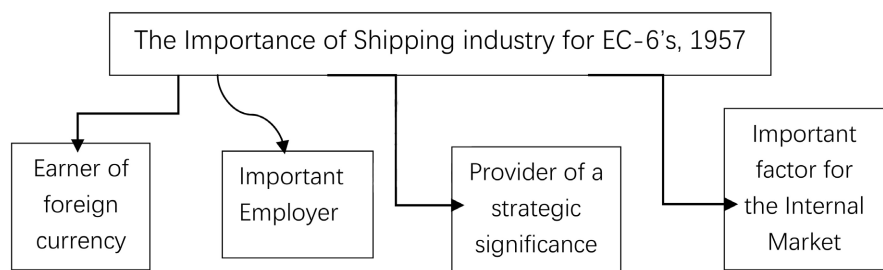 The Importance of Shipping industry for EC-6's, 1957
Earner of
foreign
currency
Important
Employer
Provider of a
strategic
significance
Important
factor for
the Internal
Market